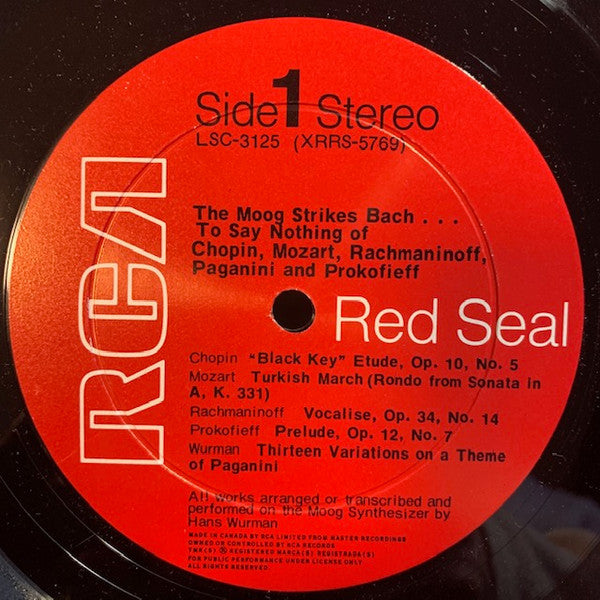 Side 1 Stereo
LSC-3125 (XRRS-5769)
RCA
The Moog Strikes Bach . . .
To Say Nothing of
Chopin, Mozart, Rachmaninoff,
Paganini and Prokofieff
Red Seal
Chopin "Black Key" Etude, Op. 10, No. 5
Mozart Turkish March (Rondo from Sonata in
A, K. 331)
Rachmaninoff Vocalise, Op. 34, No. 14
Prokofieff Prelude, Op. 12, No. 7
Wurman Thirteen Variations on a Theme
of Paganini
All works arranged or transcribed and
performed on the Moog Synthesizer by
Hans Wurman
MADE IN CANADA BY RCA LIMITED FROM MASTER RECORDINGS
OWNED OR CONTROLLED BY RCA RECORDS
TMK(S) ® REGISTERED MARCA(S) REGISTRADA(S)
FOR PUBLIC PERFORMANCE UNDER LICENSE ONLY.
ALL RIGHTS RESERVED.